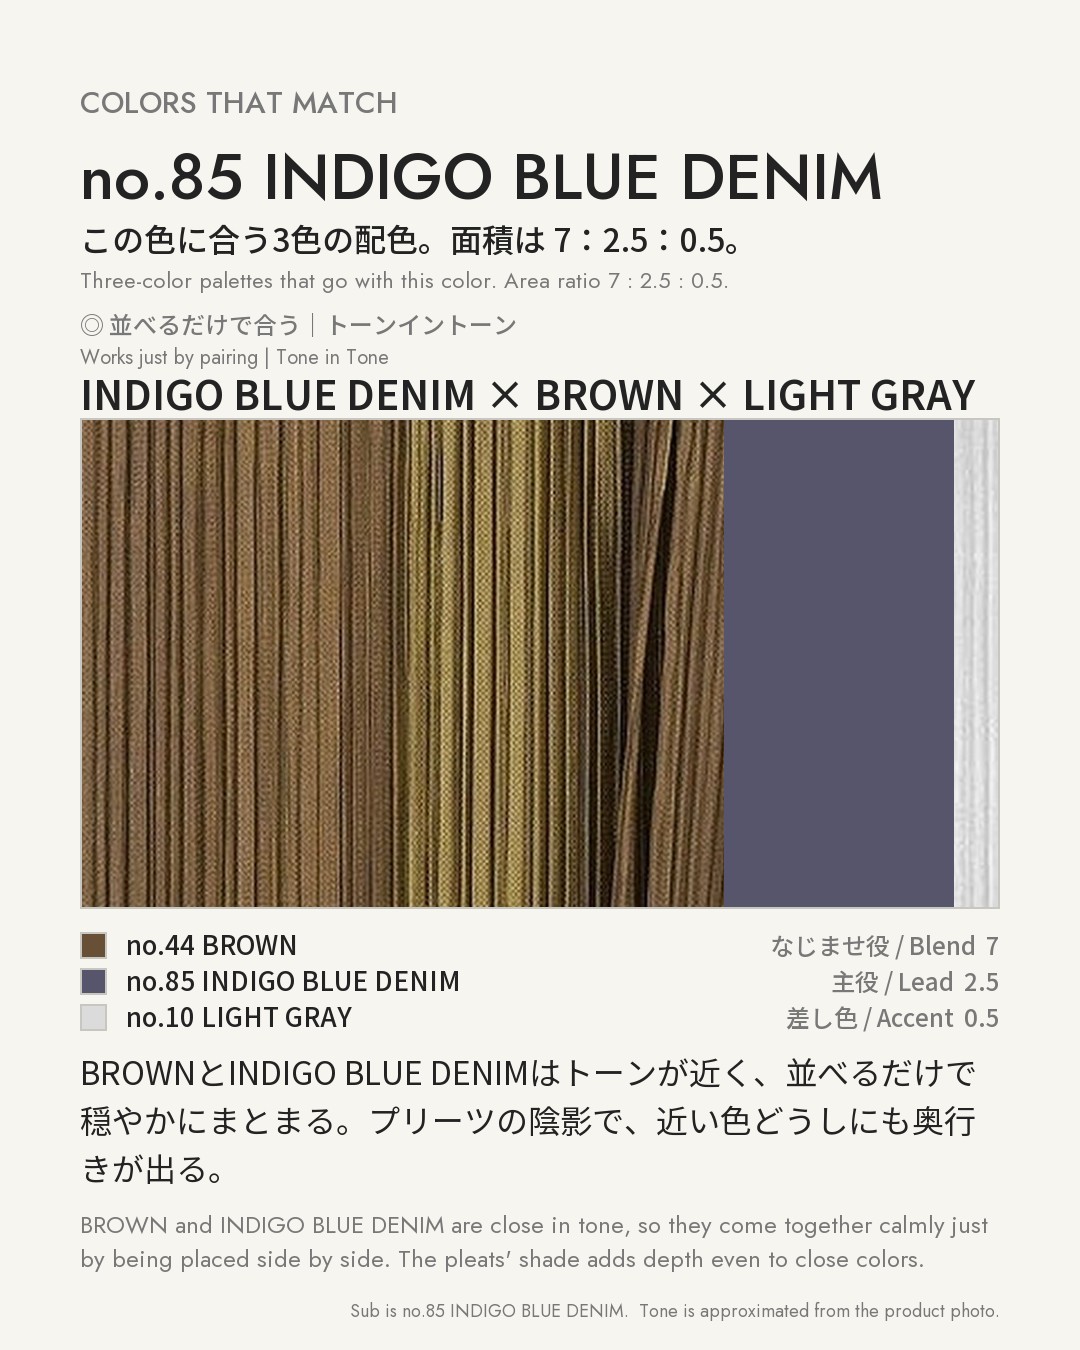 COLORS THAT MATCH
no.85 INDIGO BLUE DENIM
この色に合う3色の配色。面積は 7：2.5：0.5。
Three-color palettes that go with this color. Area ratio 7 : 2.5 : 0.5.
◎ 並べるだけで合う｜トーンイントーン
Works just by pairing | Tone in Tone
INDIGO BLUE DENIM × BROWN × LIGHT GRAY
no.44 BROWN なじませ役 / Blend 7
no.85 INDIGO BLUE DENIM 主役 / Lead 2.5
no.10 LIGHT GRAY 差し色 / Accent 0.5
BROWNとINDIGO BLUE DENIMはトーンが近く、並べるだけで
穏やかにまとまる。プリーツの陰影で、近い色どうしにも奥行
きが出る。
BROWN and INDIGO BLUE DENIM are close in tone, so they come together calmly just
by being placed side by side. The pleats' shade adds depth even to close colors.
Sub is no.85 INDIGO BLUE DENIM. Tone is approximated from the product photo.